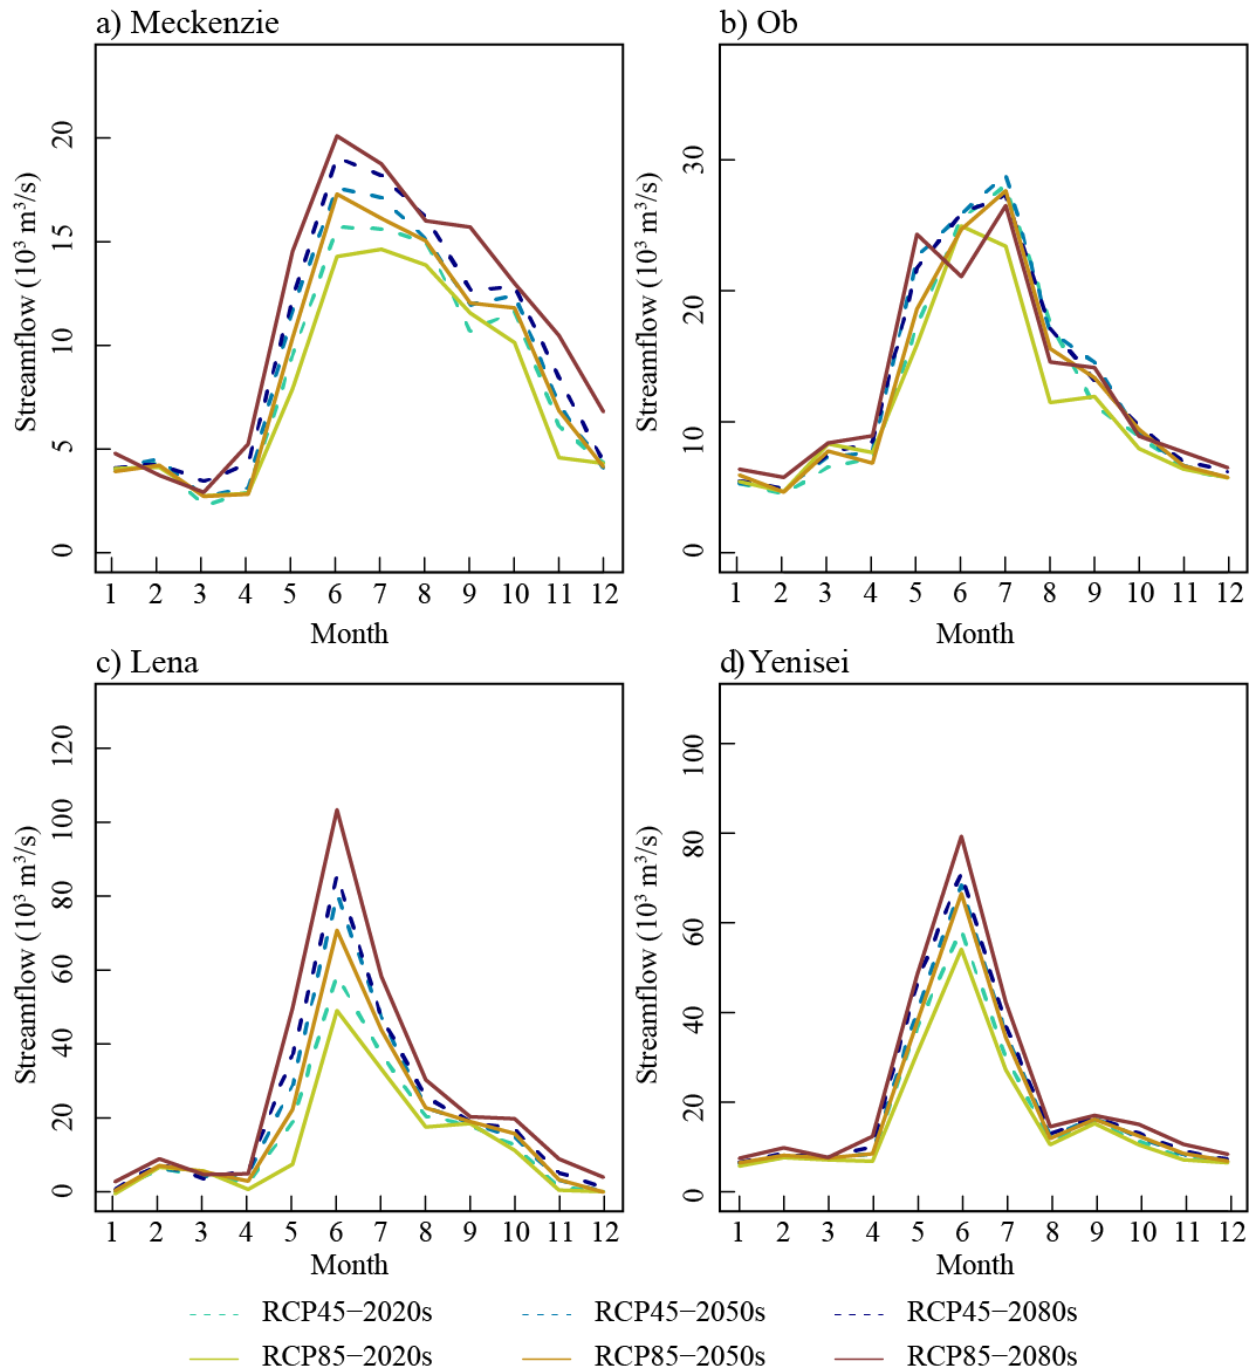 a) Meckenzie
b) Ob
Streamflow (10³ m³/s)
20
15
10
5
0
1 2 3 4 5 6 7 8 9 10 11 12
Month
Streamflow (10³ m³/s)
30
20
10
0
1 2 3 4 5 6 7 8 9 10 11 12
Month
c) Lena
d) Yenisei
Streamflow (10³ m³/s)
120
100
80
60
40
20
0
1 2 3 4 5 6 7 8 9 10 11 12
Month
Streamflow (10³ m³/s)
100
80
60
40
20
0
1 2 3 4 5 6 7 8 9 10 11 12
Month
RCP45−2020s RCP45−2050s RCP45−2080s
RCP85−2020s RCP85−2050s RCP85−2080s